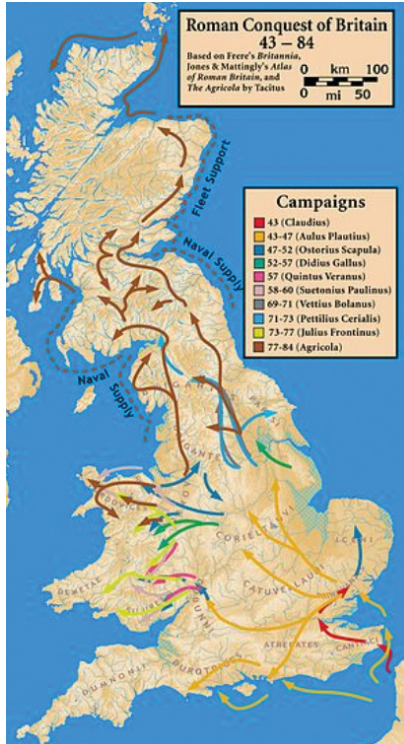 Roman Conquest of Britain
43 – 84
Based on Frere's Britannia,
Jones & Mattingly's Atlas
of Roman Britain, and
The Agricola by Tacitus
0 km 100
0 mi 50
Fleet Support
Naval Supply
Campaigns
43 (Claudius)
43-47 (Aulus Plautius)
47-52 (Ostorius Scapula)
52-57 (Didius Gallus)
57 (Quintus Veranus)
58-60 (Suetonius Paulinus)
69-71 (Vettius Bolanus)
71-73 (Petillius Cerialis)
73-77 (Julius Frontinus)
77-84 (Agricola)
Naval
Supply
PARISI
CORIELTAUVI
ICENI
DEMETAE
CATUVELLAUNI
ATREBATES
CANTIACI
DUROTRIGES
DUMNONII